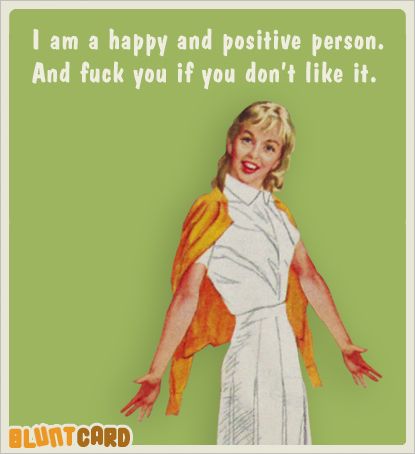 I am a happy and positive person.
And fuck you if you don't like it.
BLUNTCARD